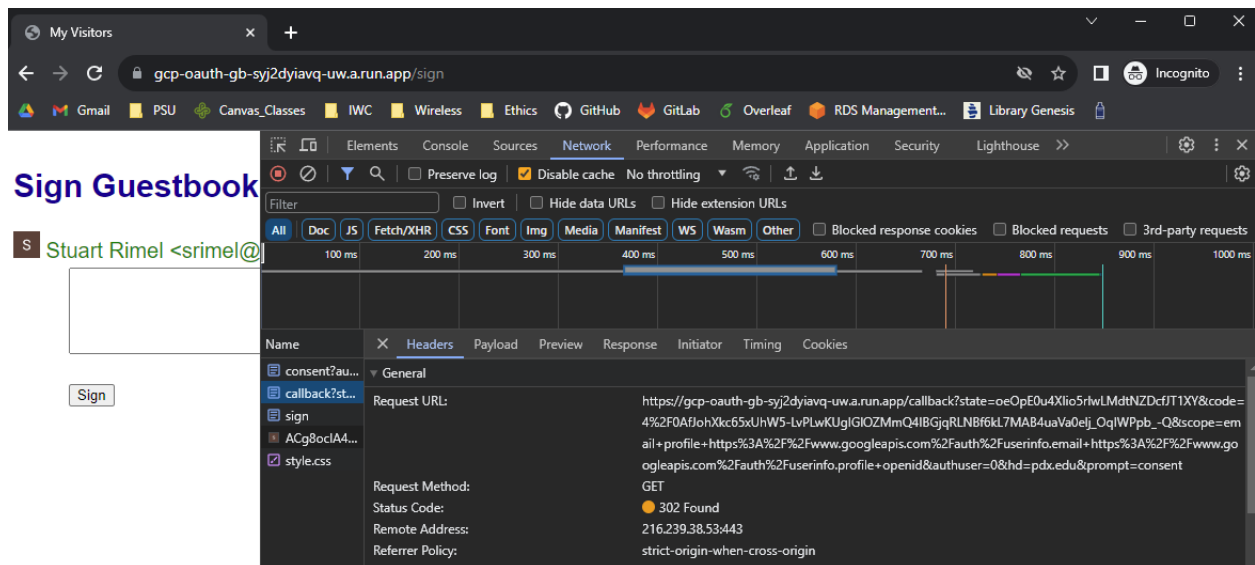 My Visitors
gcp-oauth-gb-syj2dyiavq-uw.a.run.app/sign
Incognito
Gmail PSU Canvas_Classes IWC Wireless Ethics GitHub GitLab Overleaf RDS Management... Library Genesis
Elements Console Sources Network Performance Memory Application Security Lighthouse
Preserve log Disable cache No throttling
Filter Invert Hide data URLs Hide extension URLs
All Doc JS Fetch/XHR CSS Font Img Media Manifest WS Wasm Other Blocked response cookies Blocked requests 3rd-party requests
100 ms 200 ms 300 ms 400 ms 500 ms 600 ms 700 ms 800 ms 900 ms 1000 ms
Sign Guestbook
S Stuart Rimel <srimel@
Sign
Name
consent?au...
callback?st...
sign
ACg8oclA4...
style.css
Headers Payload Preview Response Initiator Timing Cookies
General
Request URL:
https://gcp-oauth-gb-syj2dyiavq-uw.a.run.app/callback?state=oeOpE0u4Xlio5rIwLMdtNZDcfJT1XY&code=
4%2F0AfJohXkc65xUhW5-LvPLwKUglGlOZMmQ4IBGjqRLNBf6kL7MAB4uaVa0elj_OqIWPpb_-Q&scope=em
ail+profile+https%3A%2F%2Fwww.googleapis.com%2Fauth%2Fuserinfo.email+https%3A%2F%2Fwww.go
ogleapis.com%2Fauth%2Fuserinfo.profile+openid&authuser=0&hd=pdx.edu&prompt=consent
Request Method: GET
Status Code: 302 Found
Remote Address: 216.239.38.53:443
Referrer Policy: strict-origin-when-cross-origin